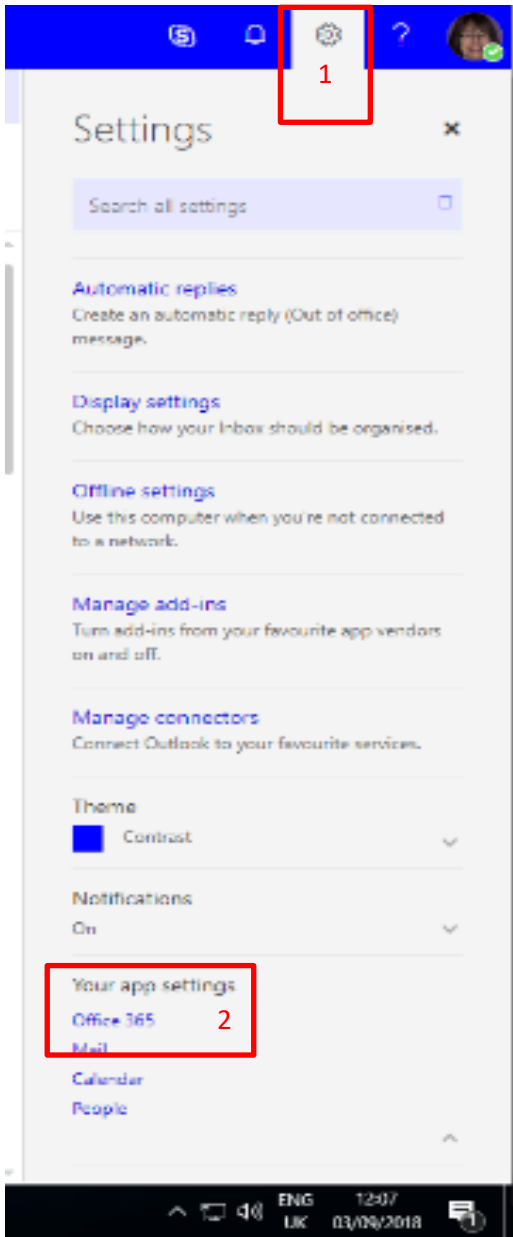 ?
1
Settings
Search all settings
Automatic replies
Create an automatic reply (Out of office)
message.
Display settings
Choose how your Inbox should be organised.
Offline settings
Use this computer when you're not connected
to a network.
Manage add-ins
Turn add-ins from your favourite app vendors
on and off.
Manage connectors
Connect Outlook to your favourite services.
Theme
Contrast
Notifications
On
Your app settings
Office 365 2
Mail
Calendar
People
ENG 12:07
UK 03/09/2018 1